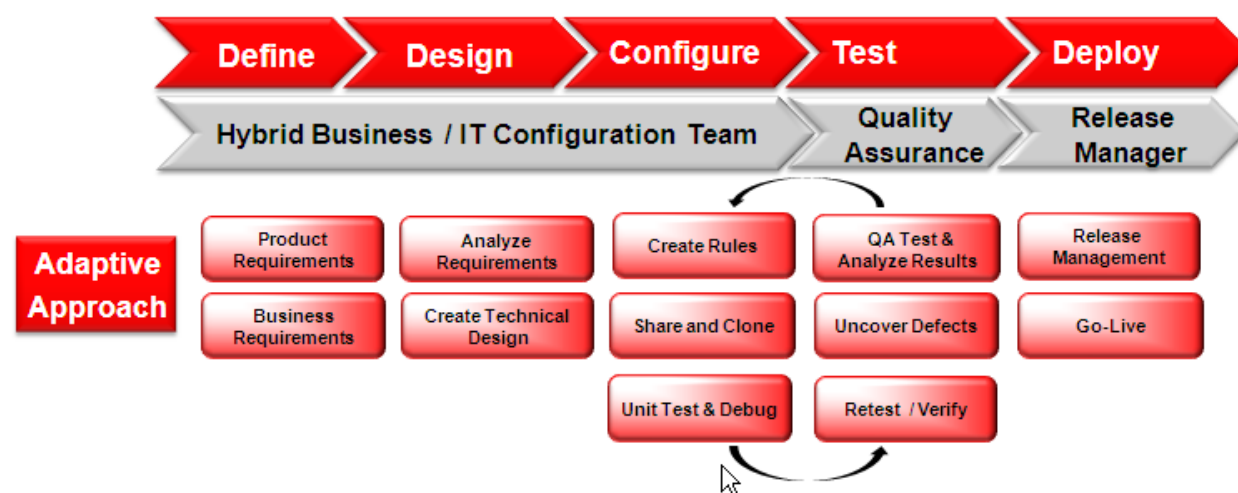 Define
Design
Configure
Test
Deploy
Hybrid Business / IT Configuration Team
Quality
Assurance
Release
Manager
Adaptive
Approach
Product
Requirements
Business
Requirements
Analyze
Requirements
Create Technical
Design
Create Rules
Share and Clone
Unit Test & Debug
QA Test &
Analyze Results
Uncover Defects
Retest / Verify
Release
Management
Go-Live